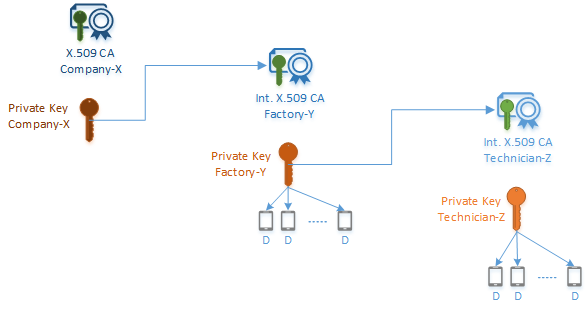 X.509 CA
Company-X
Private Key
Company-X
Int. X.509 CA
Factory-Y
Private Key
Factory-Y
D D ----- D
Int. X.509 CA
Technician-Z
Private Key
Technician-Z
D D ----- D